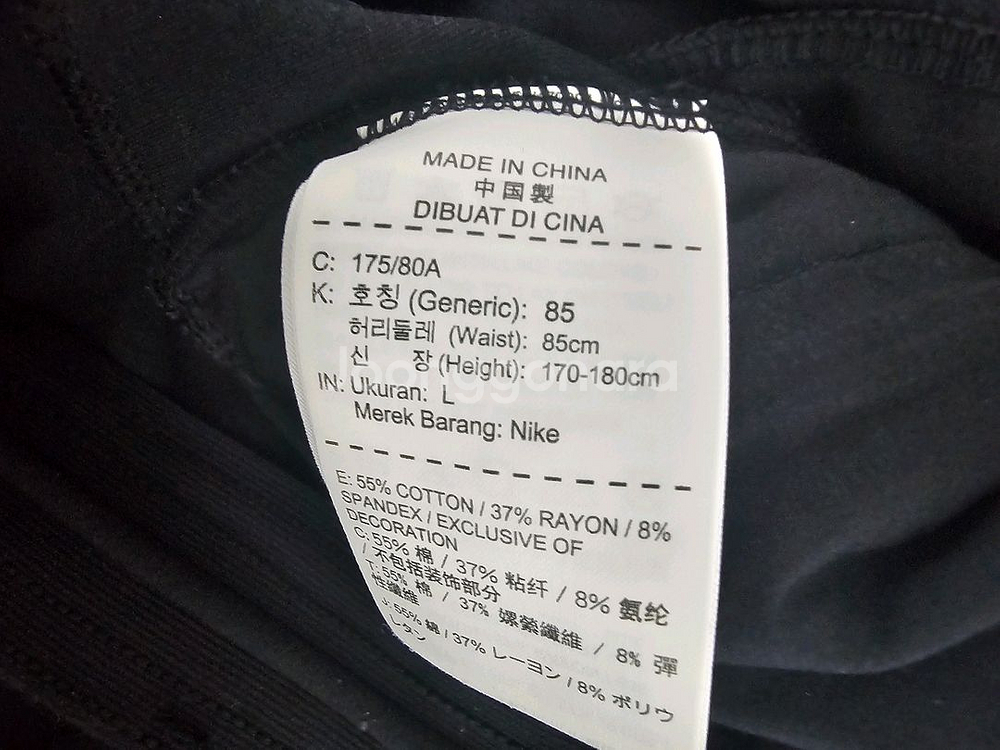 MADE IN CHINA
中国製
DIBUAT DI CINA
C: 175/80A
K: 호칭 (Generic): 85
허리둘레 (Waist): 85cm
신 장 (Height): 170-180cm
IN: Ukuran: L
Merek Barang: Nike
E: 55% COTTON / 37% RAYON / 8%
SPANDEX / EXCLUSIVE OF
DECORATION
C: 55% 棉 / 37% 粘纤 / 8% 氨纶
/ 不包括装饰部分
T: 55% 棉 / 37% 嫘縈纖維 / 8% 彈
性纖維
J: 55% 綿 / 37% レーヨン / 8% ポリウ
レタン